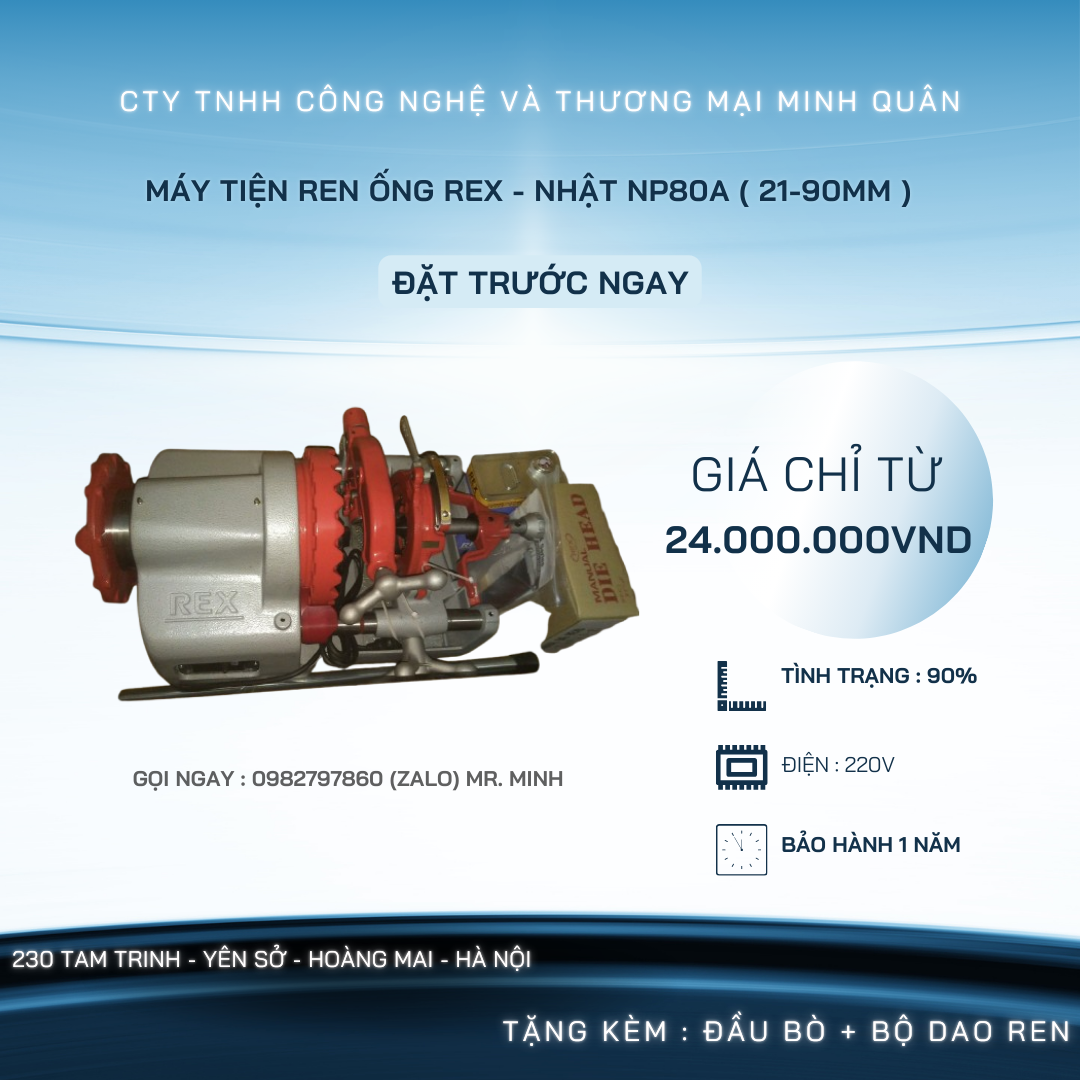 CTY TNHH CÔNG NGHỆ VÀ THƯƠNG MẠI MINH QUÂN
MÁY TIỆN REN ỐNG REX - NHẬT NP80A ( 21-90MM )
ĐẶT TRƯỚC NGAY
GIÁ CHỈ TỪ
24.000.000VND
REX
MANUAL
DIE HEAD
TÌNH TRẠNG : 90%
ĐIỆN : 220V
GỌI NGAY : 0982797860 (ZALO) MR. MINH
BẢO HÀNH 1 NĂM
230 TAM TRINH - YÊN SỞ - HOÀNG MAI - HÀ NỘI
TẶNG KÈM : ĐẦU BÒ + BỘ DAO REN